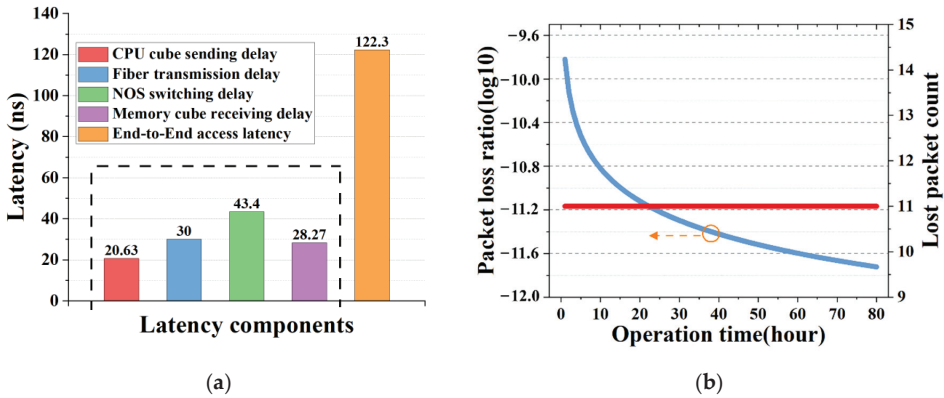 140
120
100
80
60
40
20
0
Latency (ns)
CPU cube sending delay
Fiber transmission delay
NOS switching delay
Memory cube receiving delay
End-to-End access latency
20.63
30
43.4
28.27
122.3
Latency components
(a)
−9.6
−10.0
−10.4
−10.8
−11.2
−11.6
−12.0
Packet loss ratio(log10)
15
14
13
12
11
10
9
Lost packet count
0 10 20 30 40 50 60 70 80
Operation time(hour)
(b)